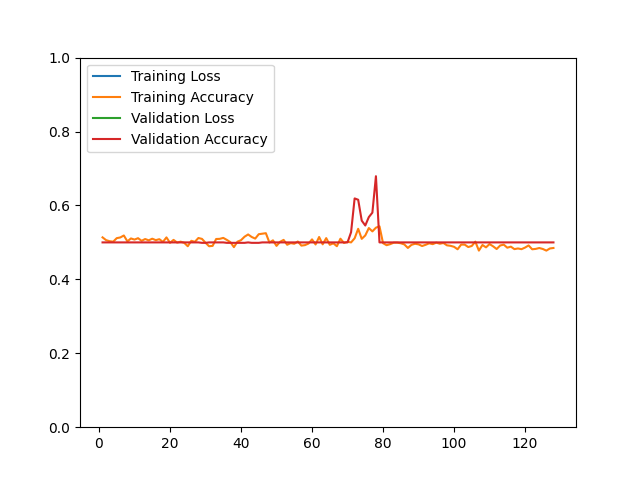 Training Loss
Training Accuracy
Validation Loss
Validation Accuracy
1.0
0.8
0.6
0.4
0.2
0.0
0 20 40 60 80 100 120